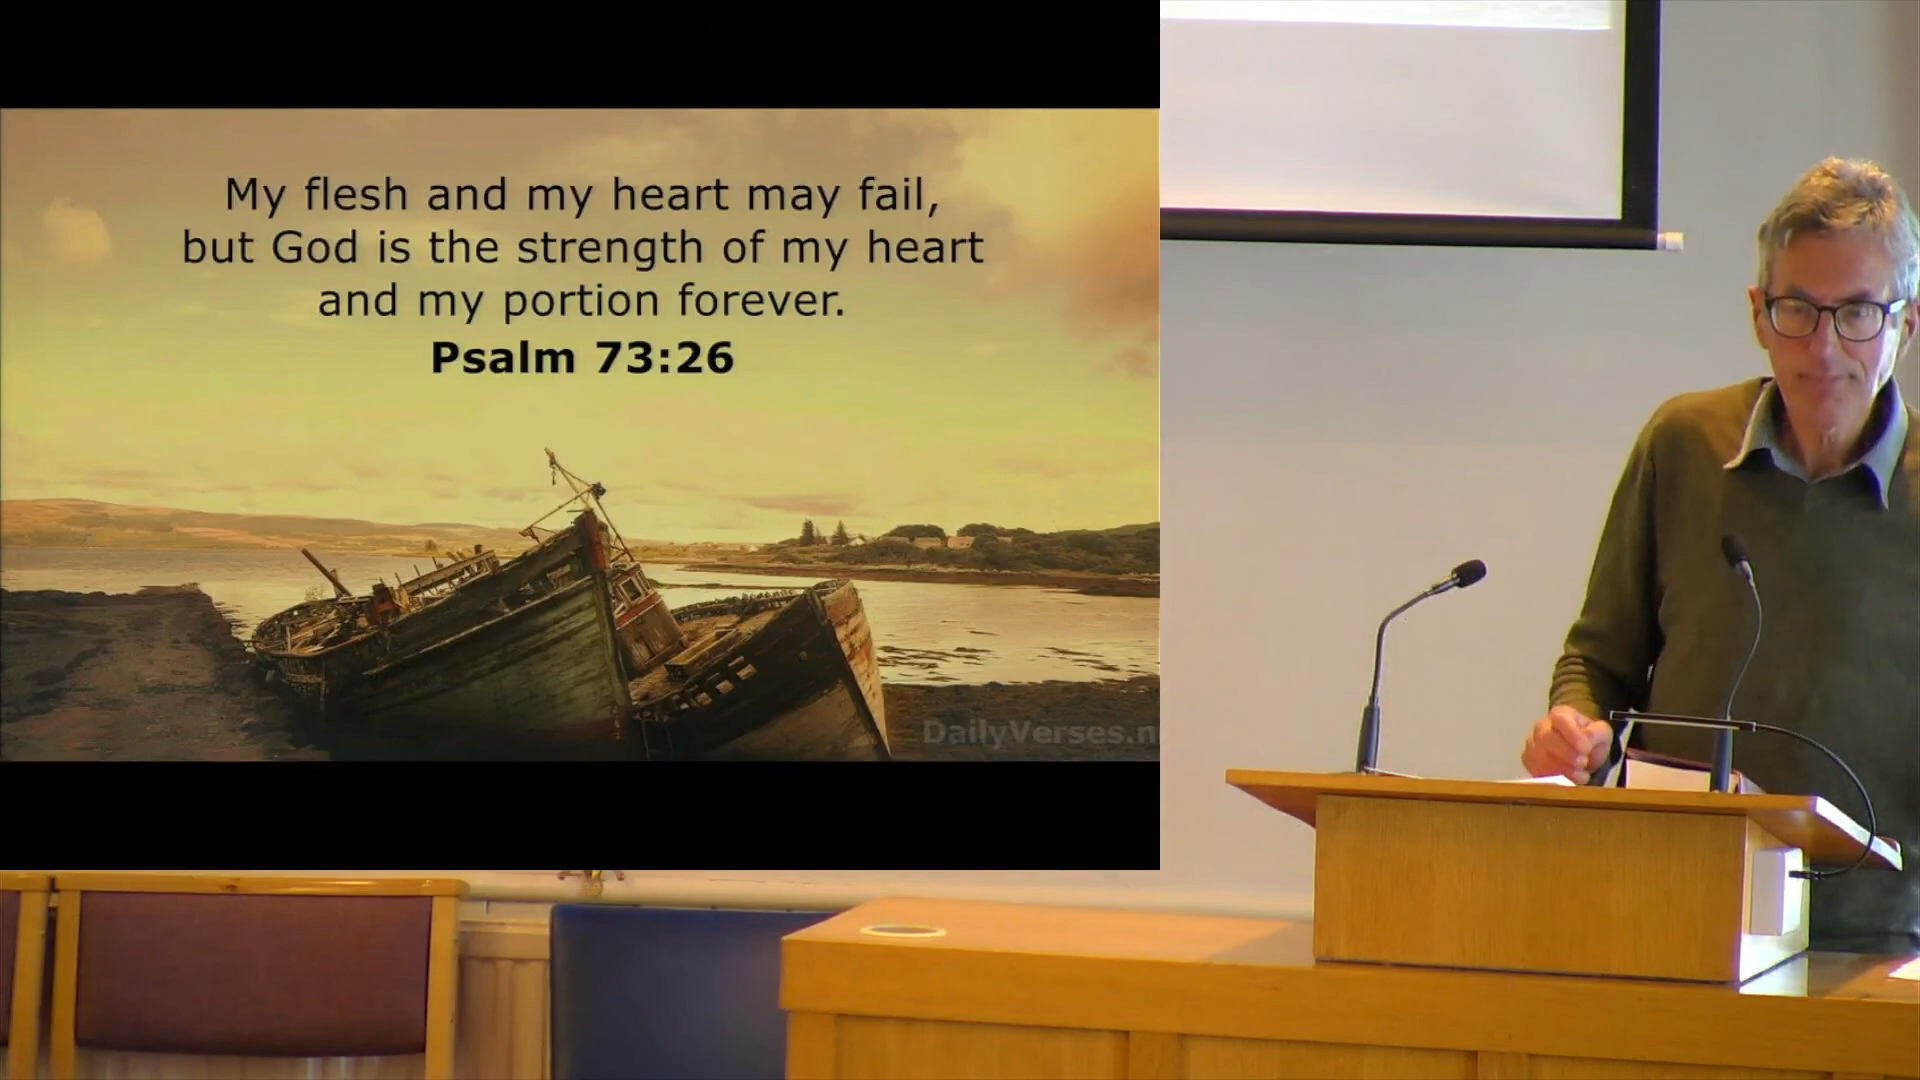 My flesh and my heart may fail,
but God is the strength of my heart
and my portion forever.
Psalm 73:26
DailyVerses.n